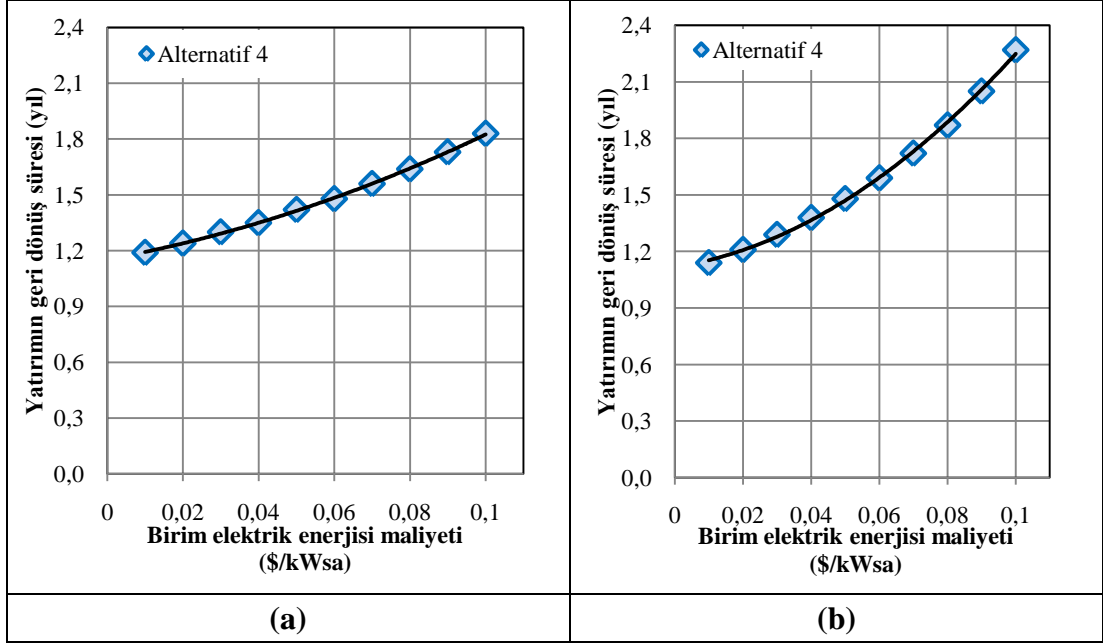 Yatırımın geri dönüş süresi (yıl)
2,4
2,1
1,8
1,5
1,2
0,9
0,6
0,3
0,0
Alternatif 4
0 0,02 0,04 0,06 0,08 0,1
Birim elektrik enerjisi maliyeti
($/kWsa)
(a)
Yatırımın geri dönüş süresi (yıl)
2,4
2,1
1,8
1,5
1,2
0,9
0,6
0,3
0,0
Alternatif 4
0 0,02 0,04 0,06 0,08 0,1
Birim elektrik enerjisi maliyeti
($/kWsa)
(b)